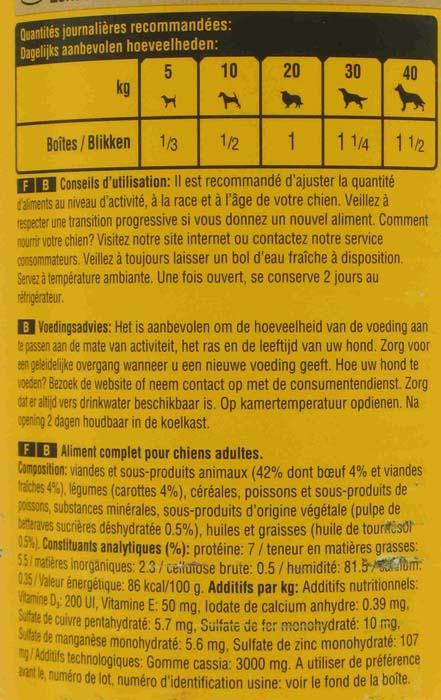 Quantités journalières recommandées:
Dagelijks aanbevolen hoeveelheden:
kg 5 10 20 30 40
Boîtes / Blikken 1/3 1/2 1 1 1/4 1 1/2
F B Conseils d'utilisation: Il est recommandé d'ajuster la quantité
d'aliments au niveau d'activité, à la race et à l'âge de votre chien. Veillez à
respecter une transition progressive si vous donnez un nouvel aliment. Comment
nourrir votre chien? Visitez notre site internet ou contactez notre service
consommateurs. Veillez à toujours laisser un bol d'eau fraîche à disposition.
Servez à température ambiante. Une fois ouvert, se conserve 2 jours au
réfrigérateur.
B Voedingsadvies: Het is aanbevolen om de hoeveelheid van de voeding aan
te passen aan de mate van activiteit, het ras en de leeftijd van uw hond. Zorg voor
een geleidelijke overgang wanneer u een nieuwe voeding geeft. Hoe uw hond te
voeden? Bezoek de website of neem contact op met de consumentendienst. Zorg
dat er altijd vers drinkwater beschikbaar is. Op kamertemperatuur opdienen. Na
opening 2 dagen houdbaar in de koelkast.
F B Aliment complet pour chiens adultes.
Composition: viandes et sous-produits animaux (42% dont bœuf 4% et viandes
fraîches 4%), légumes (carottes 4%), céréales, poissons et sous-produits de
poissons, substances minérales, sous-produits d'origine végétale (pulpe de
betteraves sucrières déshydratée 0.5%), huiles et graisses (huile de tournesol
0.5%). Constituants analytiques (%): protéine: 7 / teneur en matières grasses:
5.5 / matières inorganiques: 2.3 / cellulose brute: 0.5 / humidité: 81.5
0.35 / Valeur énergétique: 86 kcal/100 g. Additifs par kg: Additifs nutritionnels:
Vitamine D3: 200 UI, Vitamine E: 50 mg, Iodate de calcium anhydre: 0.39 mg,
Sulfate de cuivre pentahydraté: 5.7 mg, Sulfate de fer monohydraté: 10 mg,
Sulfate de manganèse monohydraté: 5.6 mg, Sulfate de zinc monohydraté: 107
mg / Additifs technologiques: Gomme cassia: 3000 mg. A utiliser de préférence
avant le, numéro de lot, numéro d'identification usine: voir le fond de la boîte.